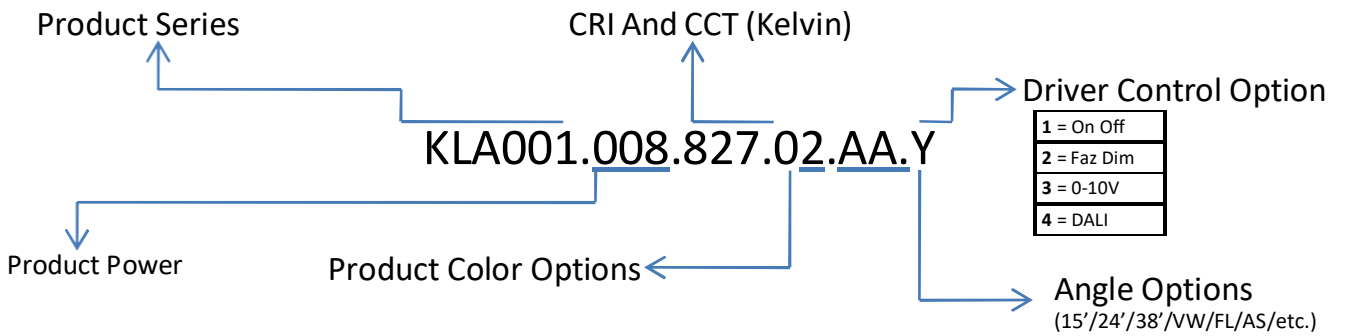 Product Series
CRI And CCT (Kelvin)
Driver Control Option
1 = On Off
2 = Faz Dim
3 = 0-10V
4 = DALI
KLA001.008.827.02.AA.Y
Product Power
Product Color Options
Angle Options
(15’/24’/38’/VW/FL/AS/etc.)